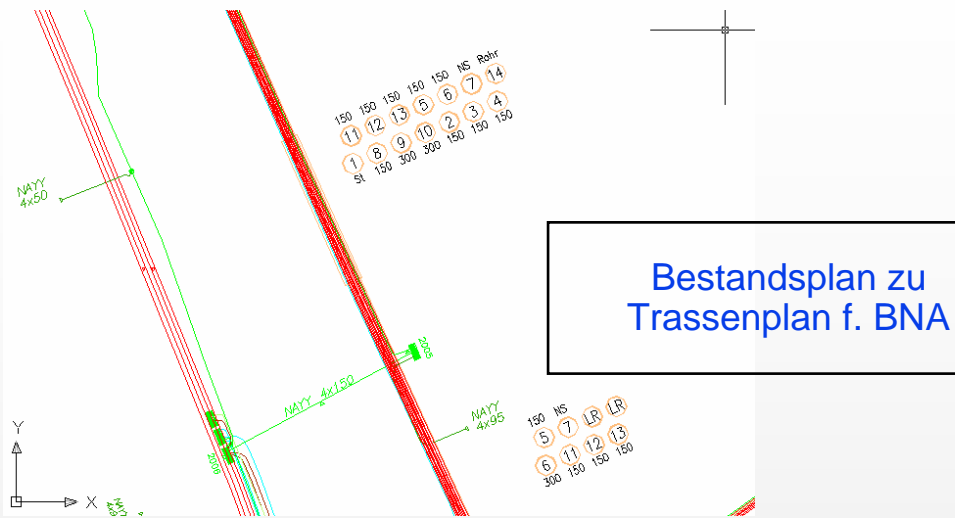 150 150 150 150 150 NS Rohr
11 12 13 5 6 7 14
1 8 9 10 2 3 4
St 150 300 300 150 150 150
NAYY
4x50
Bestandsplan zu
Trassenplan f. BNA
2008
NAYY 4x150
NAYY
4x95
150 NS
5 7 LR LR
6 11 12 13
300 150 150 150
2006
Y
X
NAYY